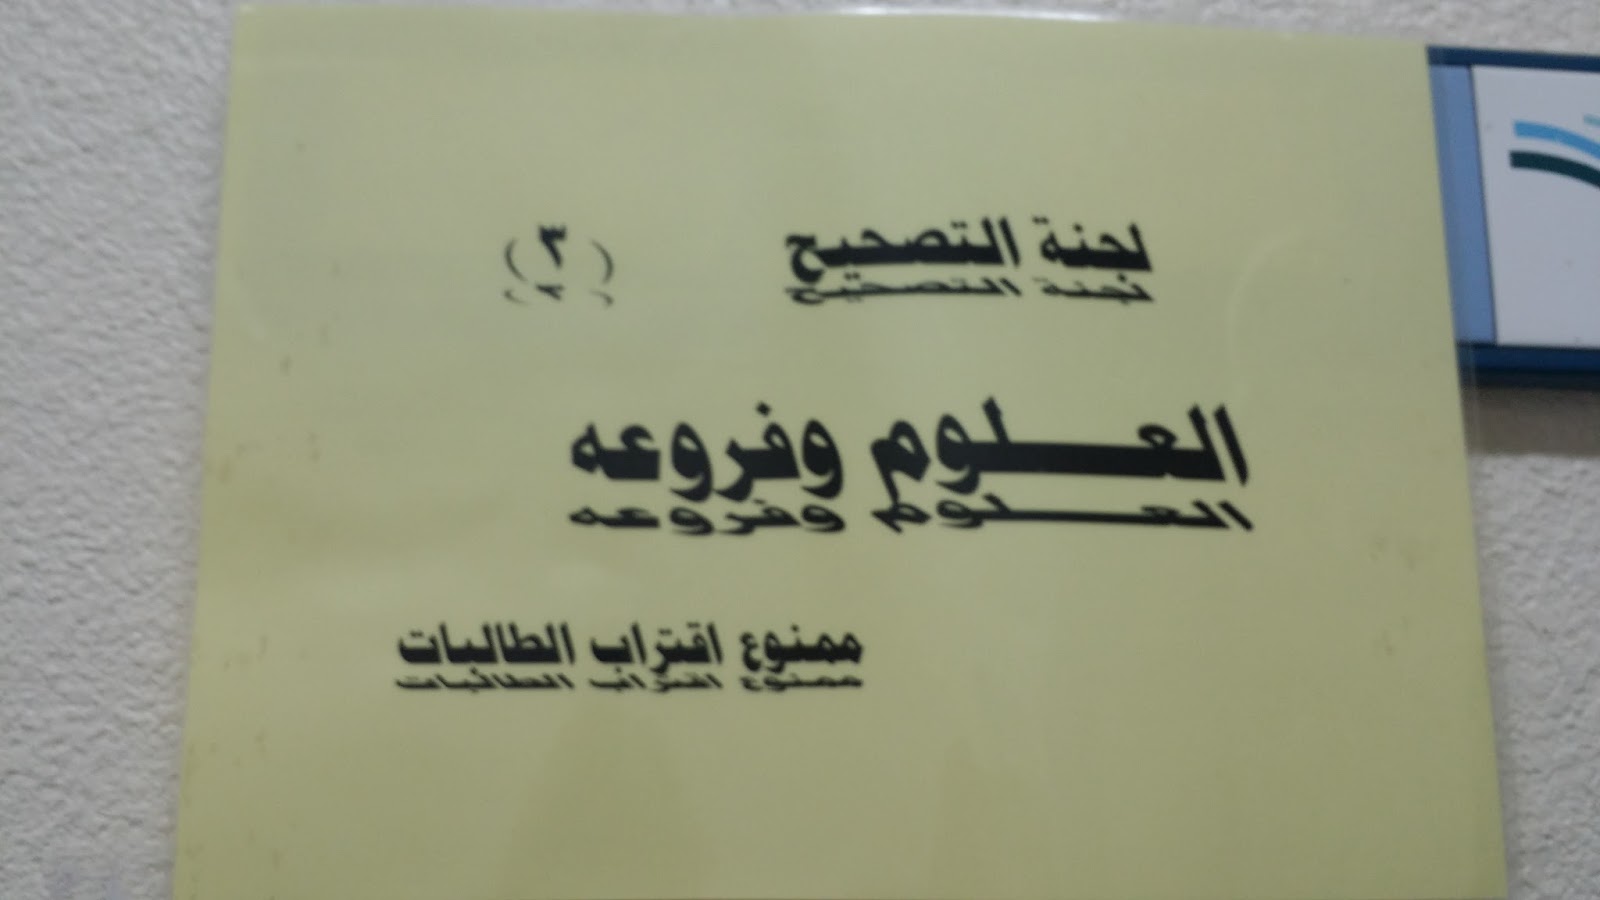 لجنة التصحيح (٣)
العلوم وفروعه
ممنوع اقتراب الطالبات